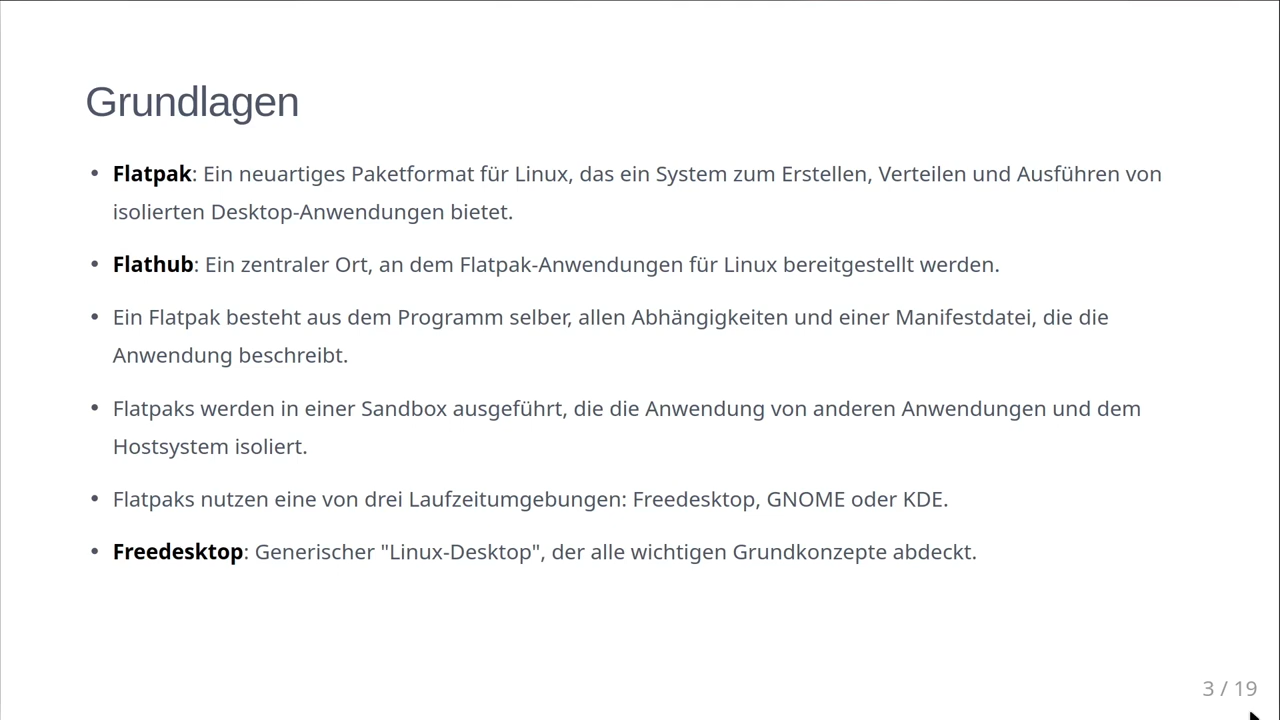 Grundlagen
• Flatpak: Ein neuartiges Paketformat für Linux, das ein System zum Erstellen, Verteilen und Ausführen von
isolierten Desktop-Anwendungen bietet.
• Flathub: Ein zentraler Ort, an dem Flatpak-Anwendungen für Linux bereitgestellt werden.
• Ein Flatpak besteht aus dem Programm selber, allen Abhängigkeiten und einer Manifestdatei, die die
Anwendung beschreibt.
• Flatpaks werden in einer Sandbox ausgeführt, die die Anwendung von anderen Anwendungen und dem
Hostsystem isoliert.
• Flatpaks nutzen eine von drei Laufzeitumgebungen: Freedesktop, GNOME oder KDE.
• Freedesktop: Generischer "Linux-Desktop", der alle wichtigen Grundkonzepte abdeckt.
3 / 19